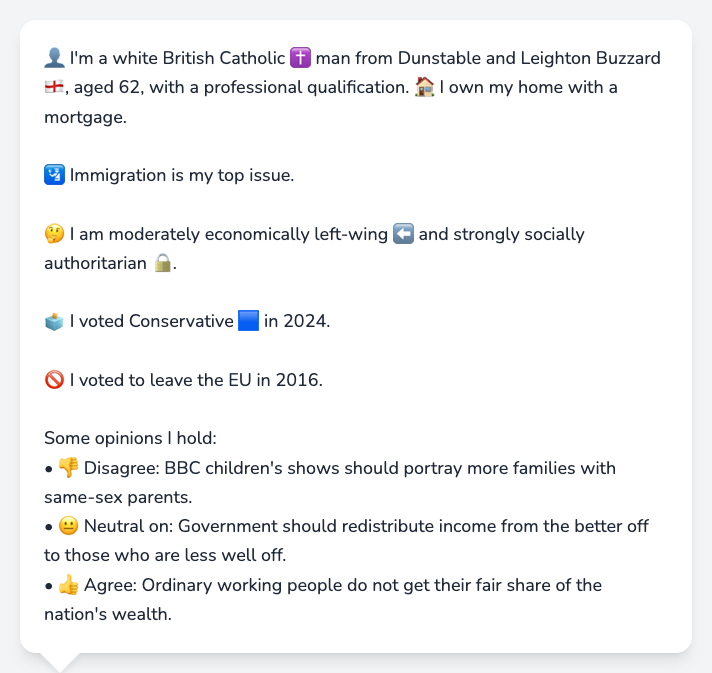 👤 I'm a white British Catholic ✝️ man from Dunstable and Leighton Buzzard
🏴󠁧󠁢󠁥󠁮󠁧󠁿, aged 62, with a professional qualification. 🏠 I own my home with a
mortgage.
🛂 Immigration is my top issue.
🤔 I am moderately economically left-wing ⬅️ and strongly socially
authoritarian 🔒.
🗳️ I voted Conservative 🟦 in 2024.
🚫 I voted to leave the EU in 2016.
Some opinions I hold:
• 👎 Disagree: BBC children's shows should portray more families with
same-sex parents.
• 😐 Neutral on: Government should redistribute income from the better off
to those who are less well off.
• 👍 Agree: Ordinary working people do not get their fair share of the
nation's wealth.